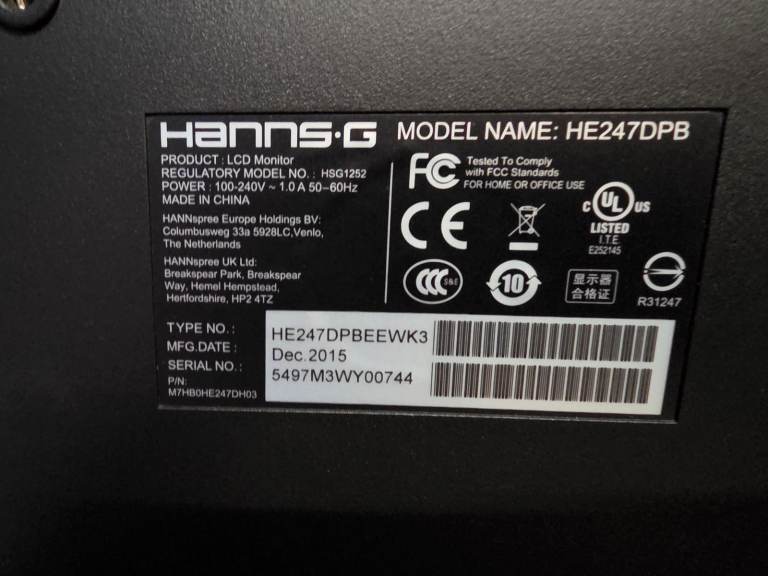 HANNS·G MODEL NAME: HE247DPB
PRODUCT : LCD Monitor
REGULATORY MODEL NO. : HSG1252
POWER : 100-240V ~ 1.0 A 50–60Hz
MADE IN CHINA
HANNspree Europe Holdings BV:
Columbusweg 33a 5928LC,Venlo,
The Netherlands
HANNspree UK Ltd:
Breakspear Park, Breakspear
Way, Hemel Hempstead,
Hertfordshire, HP2 4TZ
FC Tested To Comply
with FCC Standards
FOR HOME OR OFFICE USE
CE
C UL US
LISTED
I.T.E.
E252145
CCC S&E
10
显示器
合格证
R31247
TYPE NO. : HE247DPBEEWK3
MFG.DATE : Dec.2015
SERIAL NO. : 5497M3WY00744
P/N:
M7HB0HE247DH03